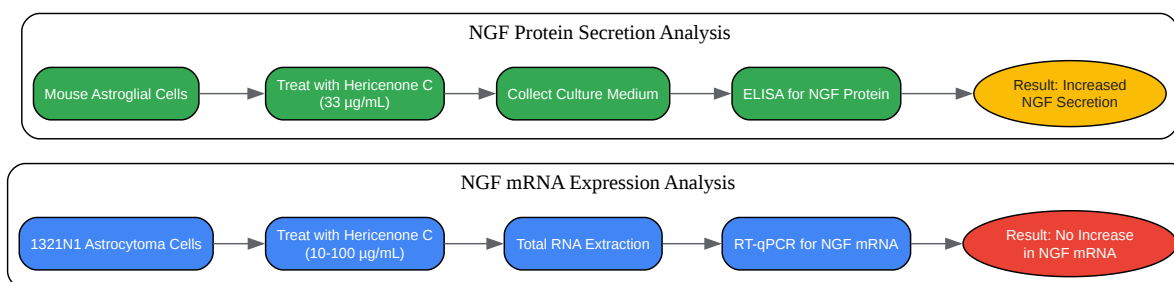 NGF Protein Secretion Analysis
Mouse Astroglial Cells
Treat with Hericenone C
(33 µg/mL)
Collect Culture Medium
ELISA for NGF Protein
Result: Increased
NGF Secretion
NGF mRNA Expression Analysis
1321N1 Astrocytoma Cells
Treat with Hericenone C
(10-100 µg/mL)
Total RNA Extraction
RT-qPCR for NGF mRNA
Result: No Increase
in NGF mRNA